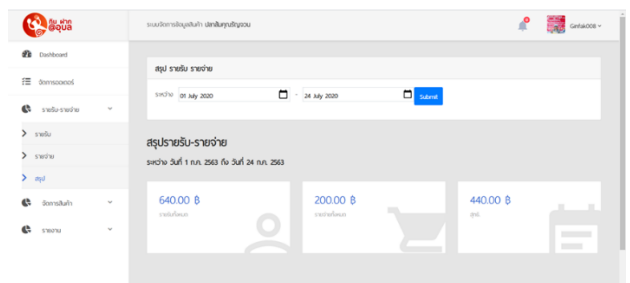 กิน ฝาก
@อุบล
ระบบจัดการข้อมูลสินค้า ปลาส้มคุณธัญจวน
Ginfak008
Dashboard
จัดการออเดอร์
รายรับ-รายจ่าย
รายรับ
รายจ่าย
สรุป
จัดการสินค้า
รายงาน
สรุป รายรับ รายจ่าย
ระหว่าง 01 July 2020 - 24 July 2020 Submit
สรุปรายรับ-รายจ่าย
ระหว่าง วันที่ 1 ก.ค. 2563 ถึง วันที่ 24 ก.ค. 2563
640.00 ฿
รายรับทั้งหมด
200.00 ฿
รายจ่ายทั้งหมด
440.00 ฿
สุทธิ